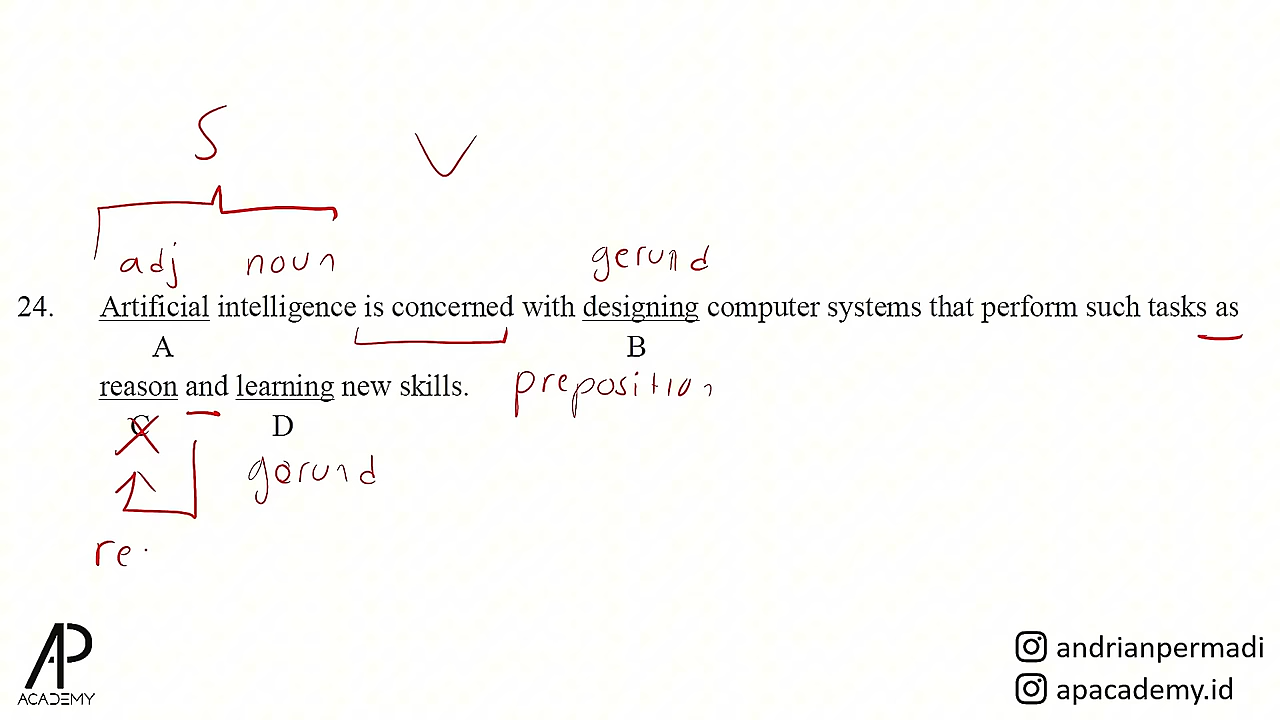 S V
adj noun gerund
24. Artificial intelligence is concerned with designing computer systems that perform such tasks as
A B
reason and learning new skills. preposition
C D
gerund
re
AP
ACADEMY
andrianpermadi
apacademy.id